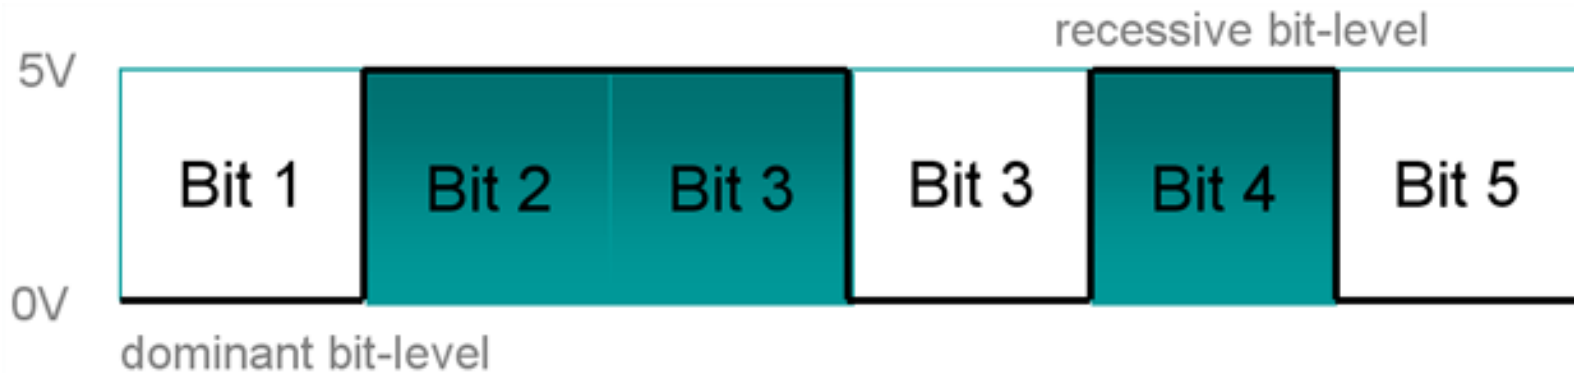 recessive bit-level
5V
Bit 1 Bit 2 Bit 3 Bit 3 Bit 4 Bit 5
0V
dominant bit-level